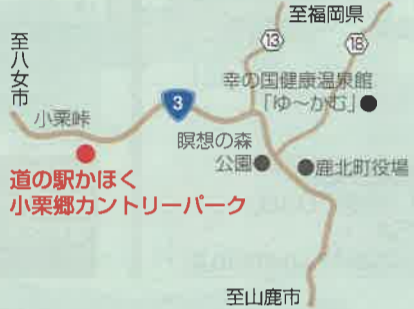 至福岡県
13
18
至八女市
幸の国健康温泉館
「ゆ〜かむ」
3
小栗峠
瞑想の森
公園
鹿北町役場
道の駅かほく
小栗郷カントリーパーク
至山鹿市